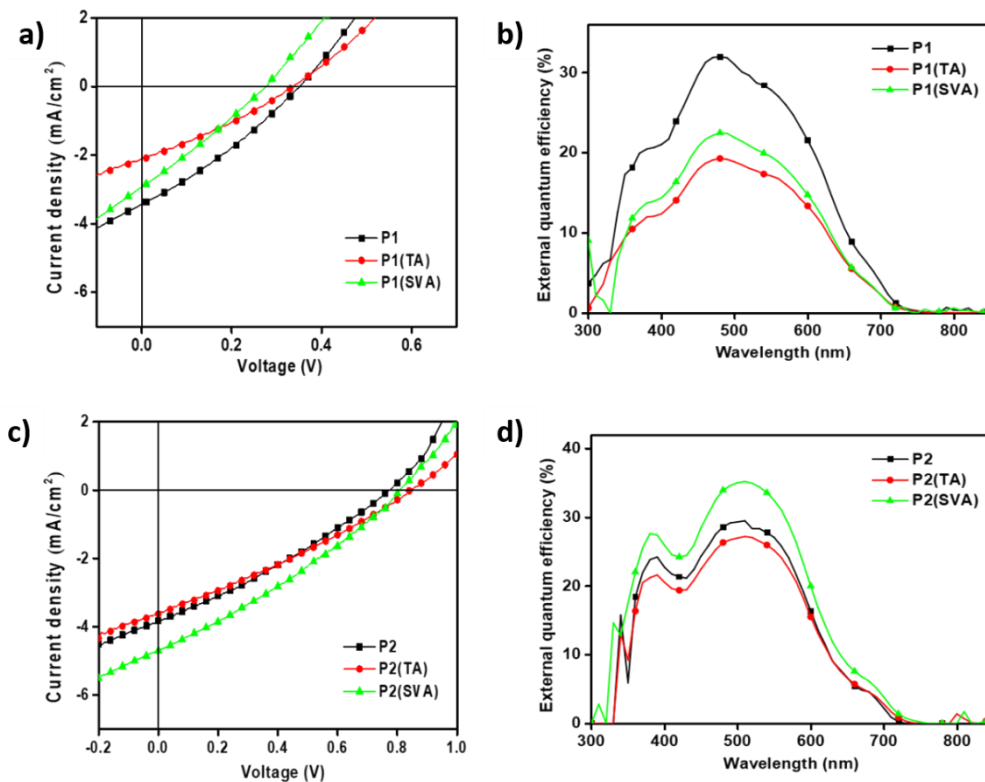 a)
Current density (mA/cm²)
2
0
-2
-4
-6
P1
P1(TA)
P1(SVA)
0.0 0.2 0.4 0.6
Voltage (V)
b)
External quantum efficiency (%)
30
20
10
0
P1
P1(TA)
P1(SVA)
300 400 500 600 700 800
Wavelength (nm)
c)
Current density (mA/cm²)
2
0
-2
-4
-6
P2
P2(TA)
P2(SVA)
-0.2 0.0 0.2 0.4 0.6 0.8 1.0
Voltage (V)
d)
External quantum efficiency (%)
40
30
20
10
0
P2
P2(TA)
P2(SVA)
300 400 500 600 700 800
Wavelength (nm)